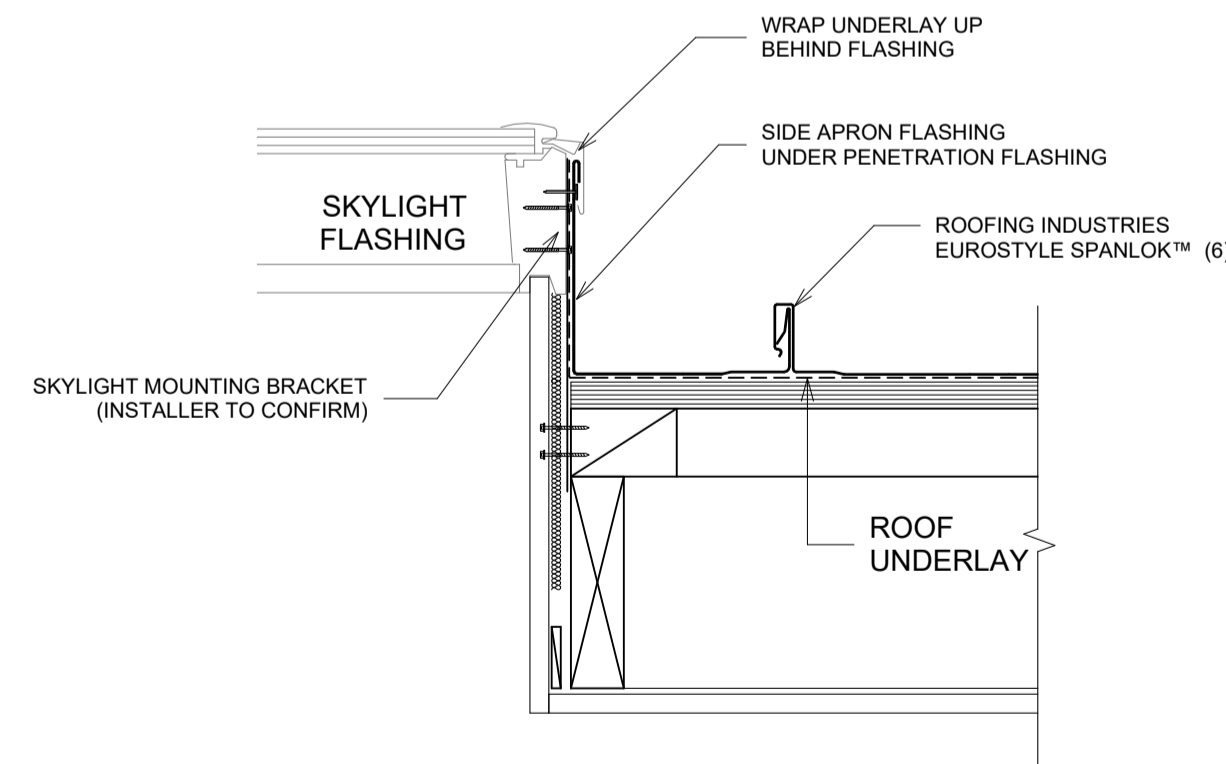 WRAP UNDERLAY UP
BEHIND FLASHING
SIDE APRON FLASHING
UNDER PENETRATION FLASHING
SKYLIGHT
FLASHING
ROOFING INDUSTRIES
EUROSTYLE SPANLOK™ (6)
SKYLIGHT MOUNTING BRACKET
(INSTALLER TO CONFIRM)
ROOF
UNDERLAY